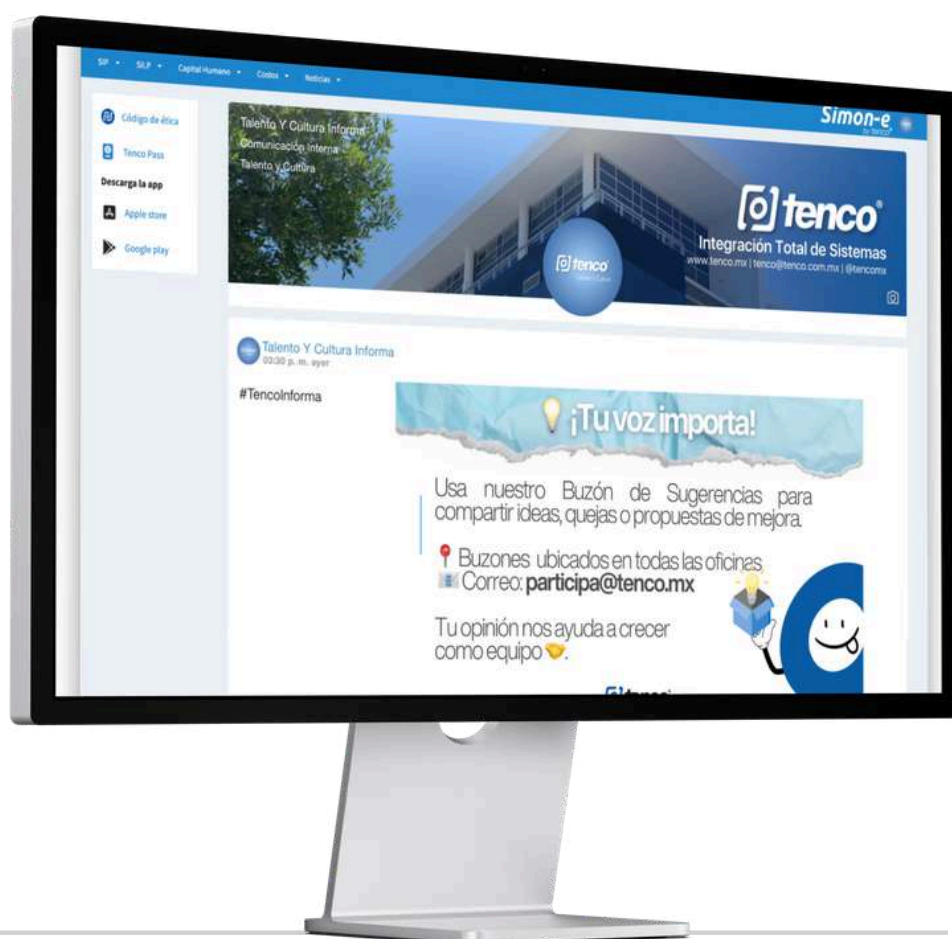 SIP
SILP
Capital Humano
Costos
Noticias
Simon-e
by tenco
Código de ética
Tenco Pass
Descarga la app
Apple store
Google play
Talento Y Cultura Informa
Comunicación Interna
Talento y Cultura
tenco
tenco®
Integración Total de Sistemas
www.tenco.mx | tenco@tenco.com.mx | @tencomx
Talento Y Cultura Informa
03:30 p. m. ayer
#TencoInforma
¡Tu voz importa!
Usa nuestro Buzón de Sugerencias para
compartir ideas, quejas o propuestas de mejora.
Buzones ubicados en todas las oficinas
Correo: participa@tenco.mx
Tu opinión nos ayuda a crecer
como equipo .